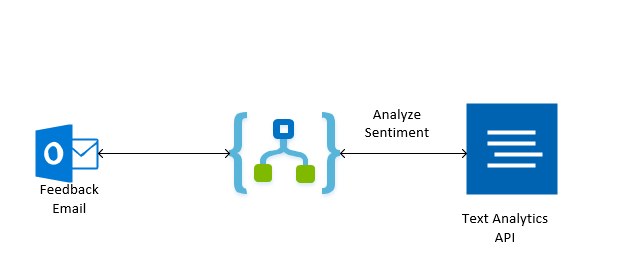 Feedback
Email
Analyze
Sentiment
Text Analytics
API